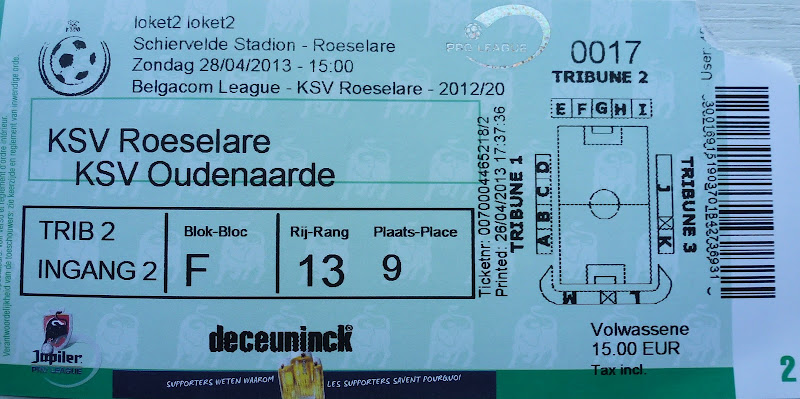 loket2 loket2
Schiervelde Stadion - Roeselare
Zondag 28/04/2013 - 15:00
Belgacom League - KSV Roeselare - 2012/20
KSV Roeselare
KSV Oudenaarde
TRIB 2
INGANG 2
Blok-Bloc
F
Rij-Rang
13
Plaats-Place
9
Ticketnr: 0070004465218/2
Printed: 26/04/2013 17:37:36
PRO LEAGUE
0017
TRIBUNE 2
E F G H I
TRIBUNE 1
A B C D
J
K
TRIBUNE 3
M L
User:
Volwassene
15.00 EUR
Tax incl.
2
Jupiler
PRO LEAGUE
deceuninck
SUPPORTERS WETEN WAAROM
LES SUPPORTERS SAVENT POURQUOI